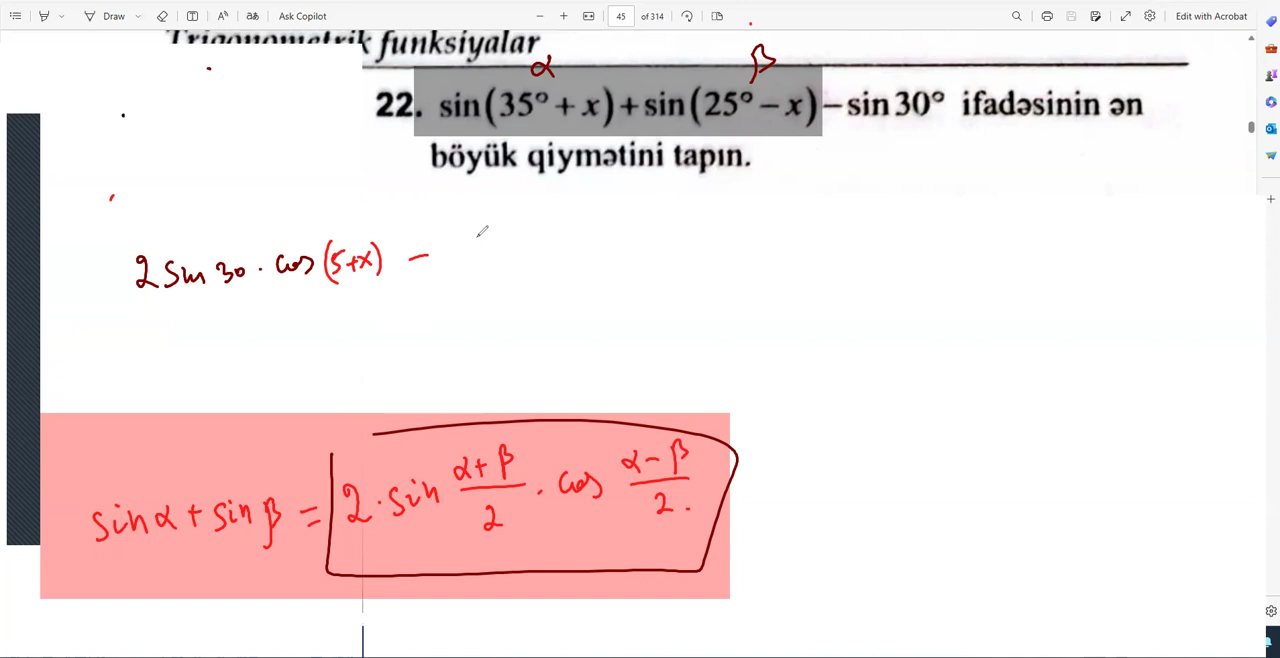 Draw Ask Copilot 45 of 314 Edit with Acrobat
Trigonometrik funksiyalar
α β
22. sin(35° + x) + sin(25° − x) − sin 30° ifadəsinin ən
böyük qiymətini tapın.
2 sin 30 · cos (5+x) −
sin α + sin β = 2 · sin (α + β)/2 · cos (α − β)/2.